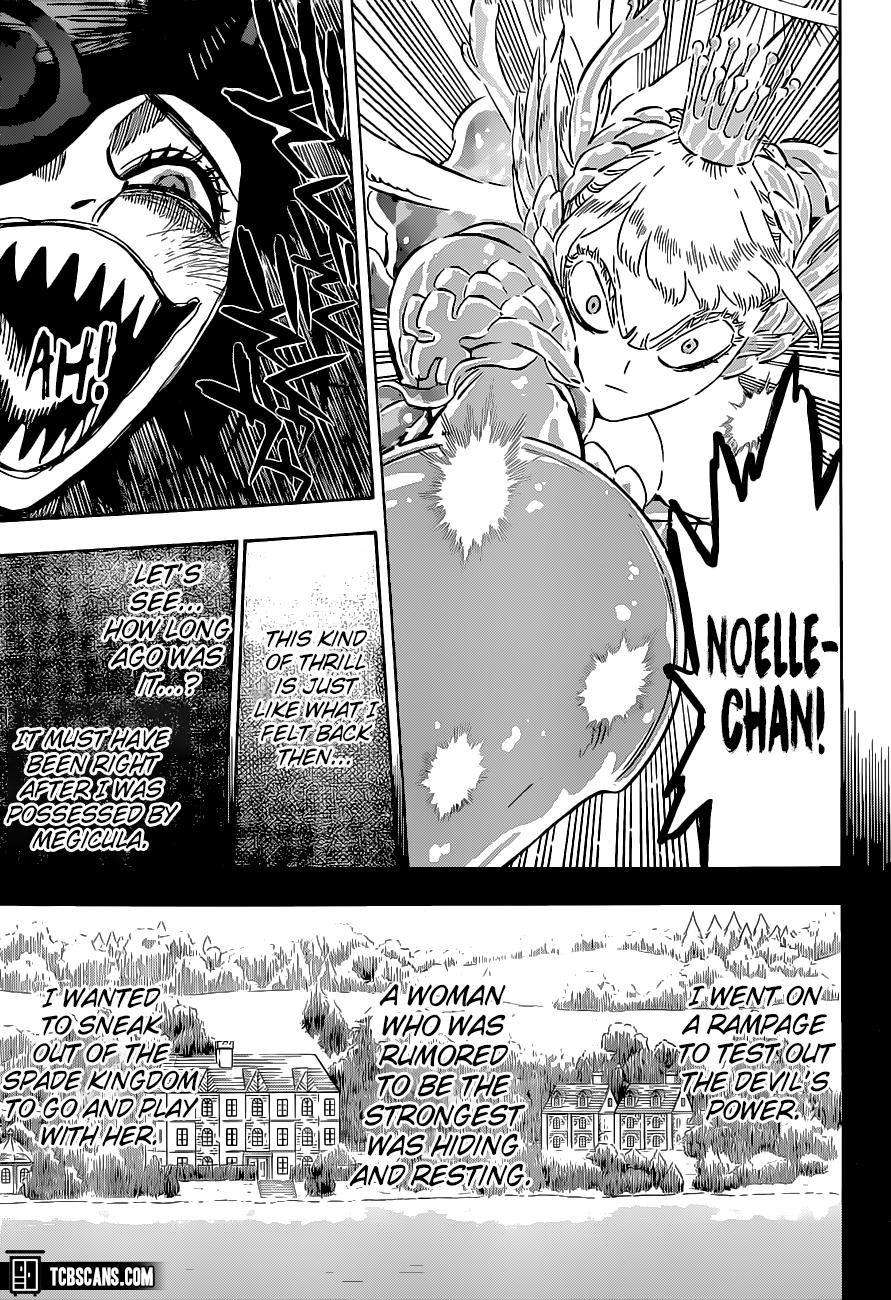 NOELLE-
CHAN!
AH!
THIS KIND
OF THRILL
IS JUST
LIKE WHAT I
FELT BACK
THEN...
LET'S
SEE...
HOW LONG
AGO WAS
IT...?
IT MUST HAVE
BEEN RIGHT
AFTER I WAS
POSSESSED BY
MEGICULA.
I WENT ON
A RAMPAGE
TO TEST OUT
THE DEVIL'S
POWER.
A WOMAN
WHO WAS
RUMORED
TO BE THE
STRONGEST
WAS HIDING
AND RESTING.
I WANTED
TO SNEAK
OUT OF THE
SPADE KINGDOM
TO GO AND PLAY
WITH HER.
TCBSCANS.COM